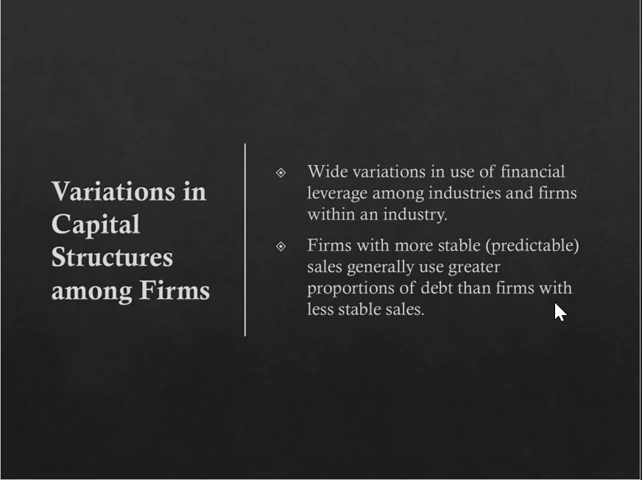 Variations in
Capital
Structures
among Firms
Wide variations in use of financial
leverage among industries and firms
within an industry.
Firms with more stable (predictable)
sales generally use greater
proportions of debt than firms with
less stable sales.